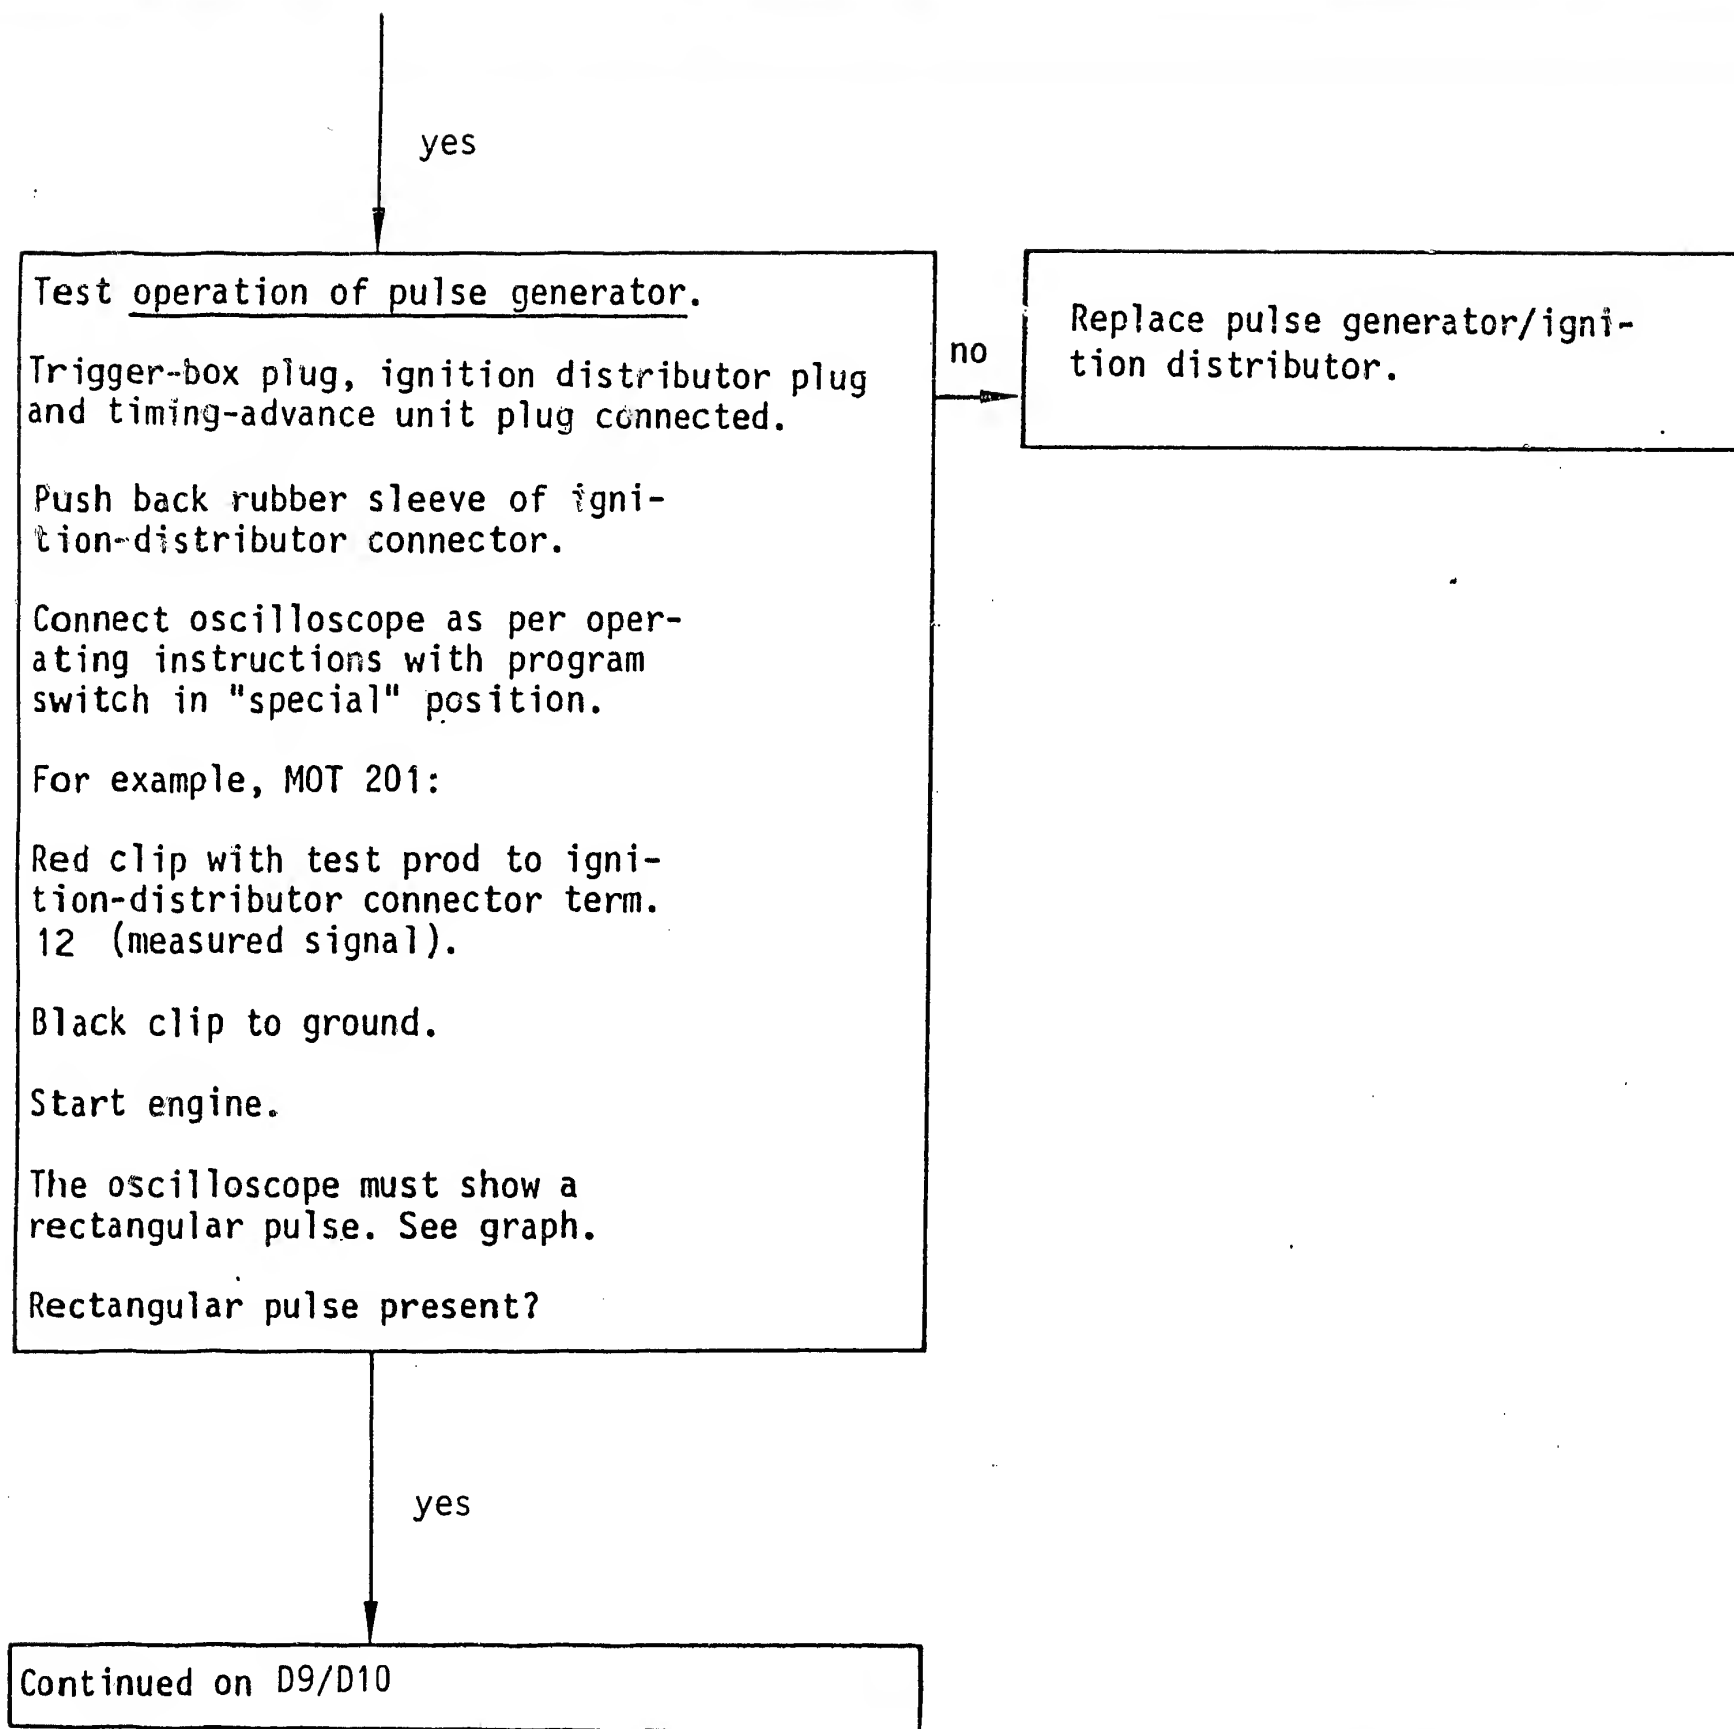 yes
Test operation of pulse generator.
Trigger-box plug, ignition distributor plug
and timing-advance unit plug connected.
Push back rubber sleeve of igni-
tion-distributor connector.
Connect oscilloscope as per oper-
ating instructions with program
switch in "special" position.
For example, MOT 201:
Red clip with test prod to igni-
tion-distributor connector term.
12 (measured signal).
Black clip to ground.
Start engine.
The oscilloscope must show a
rectangular pulse. See graph.
Rectangular pulse present?
no
Replace pulse generator/igni-
tion distributor.
yes
Continued on D9/D10